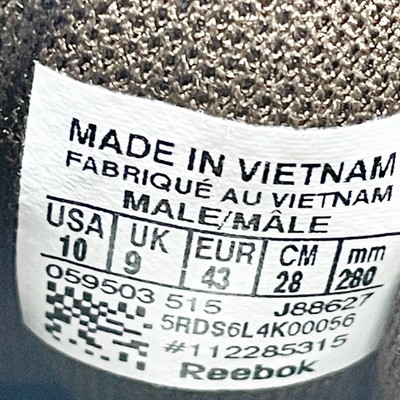 MADE IN VIETNAM
FABRIQUÉ AU VIETNAM
MALE/MÂLE
USA UK EUR CM mm
10 9 43 28 280
059503 515 J88627
5RDS6L4K00056
#112285315
Reebok